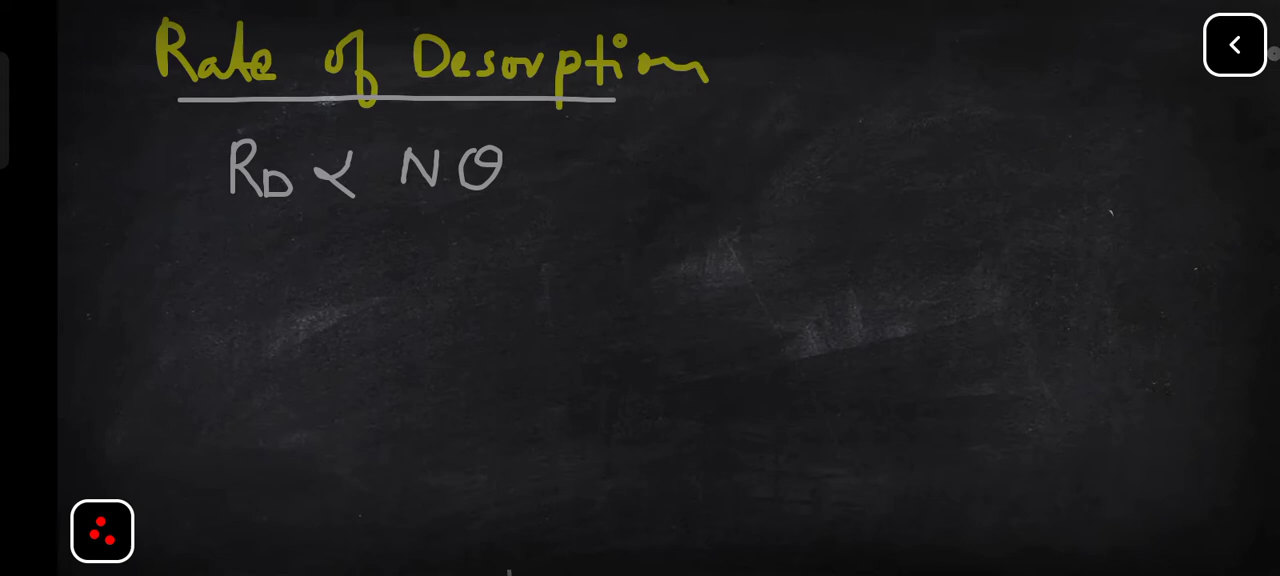 Rate of Desorption
R_D ∝ NΘ